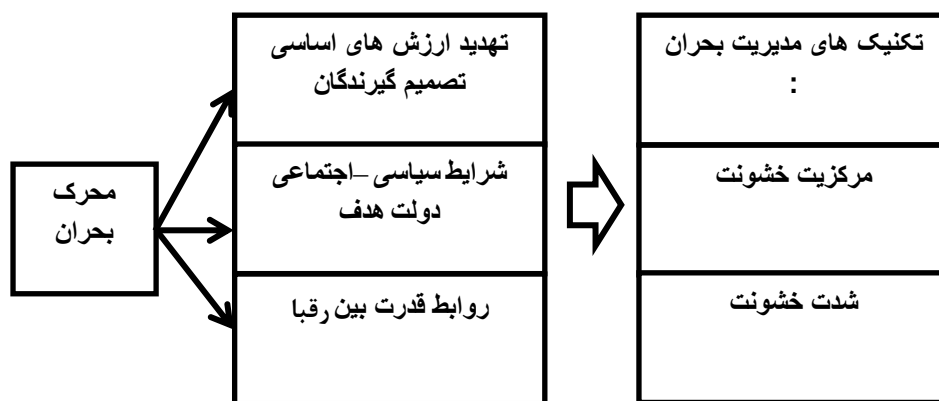 محرک
بحران
تهدید ارزش های اساسی
تصمیم گیرندگان
شرایط سیاسی–اجتماعی
دولت هدف
روابط قدرت بین رقبا
تکنیک های مدیریت بحران
:
مرکزیت خشونت
شدت خشونت